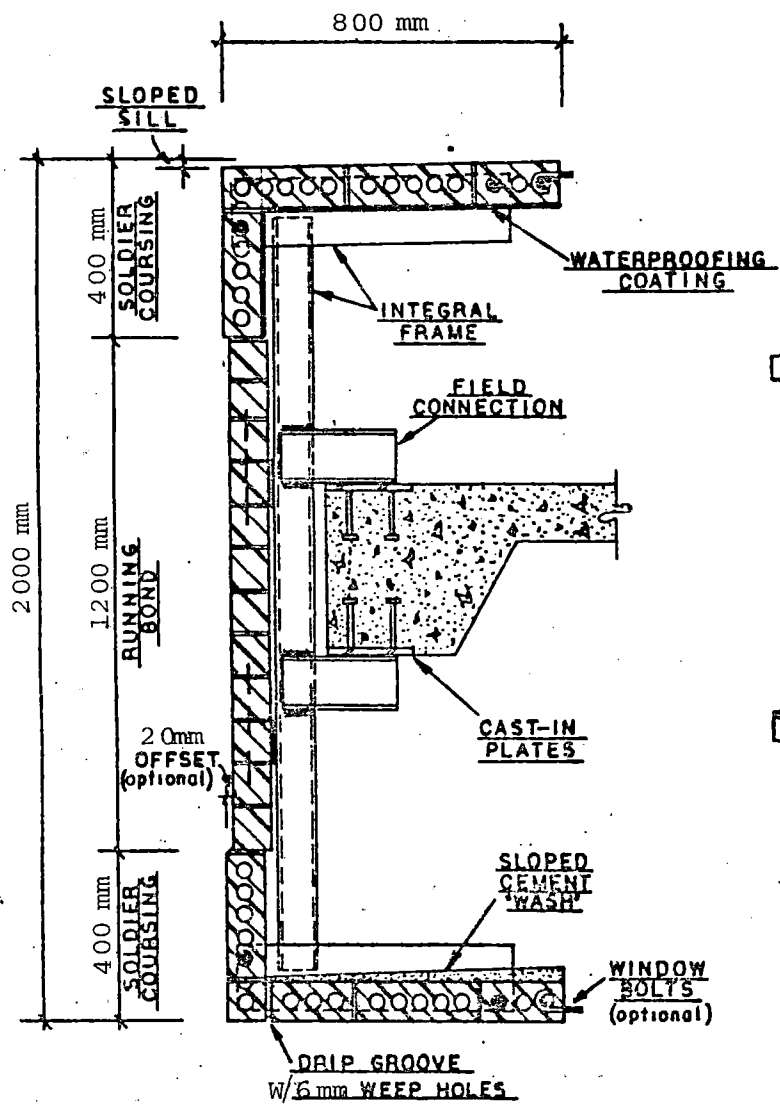 800 mm
SLOPED
SILL
400 mm
SOLDIER
COURSING
WATERPROOFING
COATING
INTEGRAL
FRAME
FIELD
CONNECTION
2000 mm
1200 mm
RUNNING
BOND
CAST-IN
PLATES
20mm
OFFSET
(optional)
SLOPED
CEMENT
'WASH'
400 mm
SOLDIER
COURSING
WINDOW
BOLTS
(optional)
DRIP GROOVE
W/6 mm WEEP HOLES